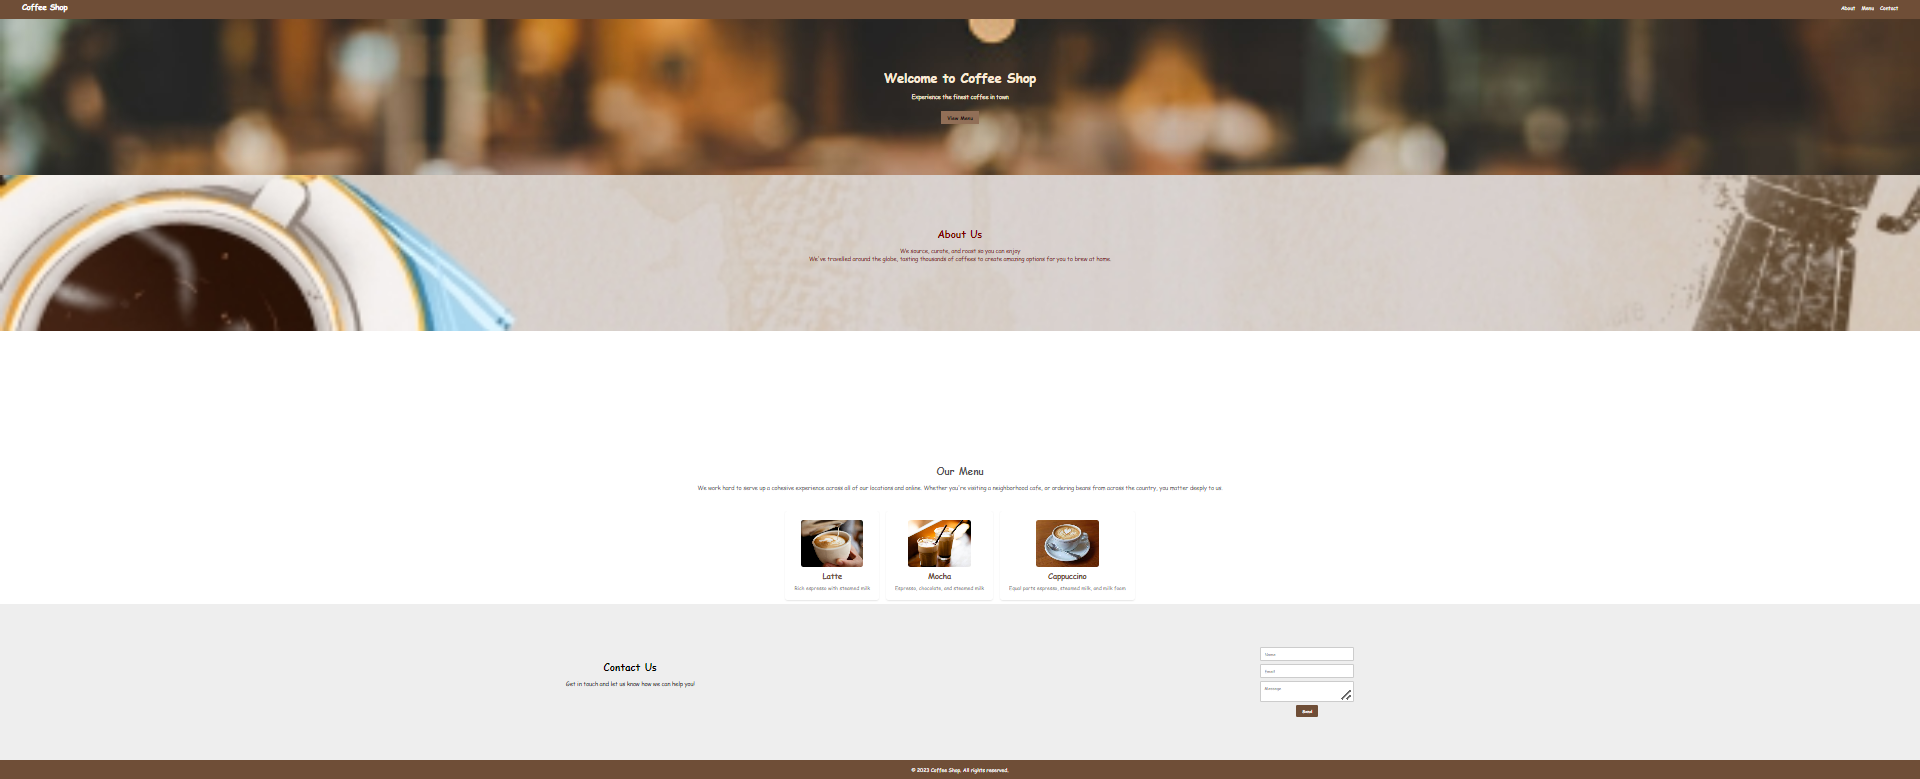 Coffee Shop
About Menu Contact
Welcome to Coffee Shop
Experience the finest coffee in town
View Menu
About Us
We source, curate, and roast so you can enjoy
We've travelled around the globe, tasting thousands of coffees to create amazing options for you to brew at home.
Our Menu
We work hard to serve up a cohesive experience across all of our locations and online. Whether you're visiting a neighborhood cafe, or ordering beans from across the country, you matter deeply to us.
Latte
Rich espresso with steamed milk
Mocha
Espresso, chocolate, and steamed milk
Cappuccino
Equal parts espresso, steamed milk, and milk foam
Contact Us
Get in touch and let us know how we can help you!
Name
Email
Message
Send
© 2023 Coffee Shop. All rights reserved.